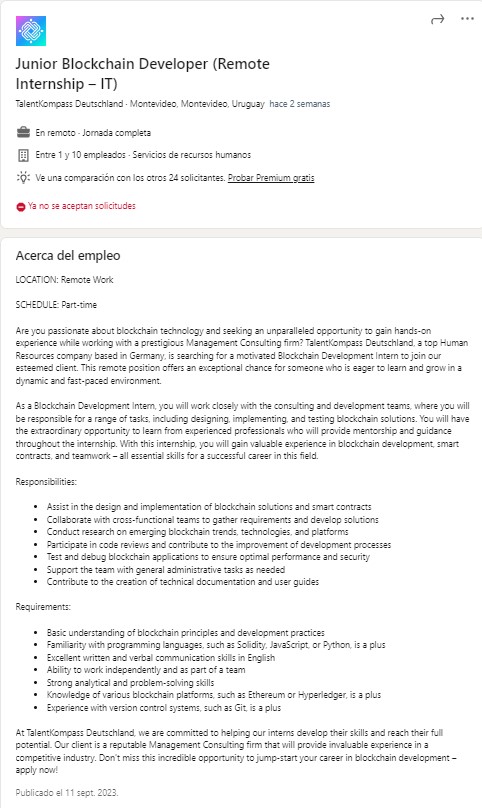 Junior Blockchain Developer (Remote
Internship – IT)
TalentKompass Deutschland · Montevideo, Montevideo, Uruguay hace 2 semanas
En remoto · Jornada completa
Entre 1 y 10 empleados · Servicios de recursos humanos
Ve una comparación con los otros 24 solicitantes. Probar Premium gratis
Ya no se aceptan solicitudes
Acerca del empleo
LOCATION: Remote Work
SCHEDULE: Part-time
Are you passionate about blockchain technology and seeking an unparalleled opportunity to gain hands-on
experience while working with a prestigious Management Consulting firm? TalentKompass Deutschland, a top Human
Resources company based in Germany, is searching for a motivated Blockchain Development Intern to join our
esteemed client. This remote position offers an exceptional chance for someone who is eager to learn and grow in a
dynamic and fast-paced environment.
As a Blockchain Development Intern, you will work closely with the consulting and development teams, where you will
be responsible for a range of tasks, including designing, implementing, and testing blockchain solutions. You will have
the extraordinary opportunity to learn from experienced professionals who will provide mentorship and guidance
throughout the internship. With this internship, you will gain valuable experience in blockchain development, smart
contracts, and teamwork – all essential skills for a successful career in this field.
Responsibilities:
• Assist in the design and implementation of blockchain solutions and smart contracts
• Collaborate with cross-functional teams to gather requirements and develop solutions
• Conduct research on emerging blockchain trends, technologies, and platforms
• Participate in code reviews and contribute to the improvement of development processes
• Test and debug blockchain applications to ensure optimal performance and security
• Support the team with general administrative tasks as needed
• Contribute to the creation of technical documentation and user guides
Requirements:
• Basic understanding of blockchain principles and development practices
• Familiarity with programming languages, such as Solidity, JavaScript, or Python, is a plus
• Excellent written and verbal communication skills in English
• Ability to work independently and as part of a team
• Strong analytical and problem-solving skills
• Knowledge of various blockchain platforms, such as Ethereum or Hyperledger, is a plus
• Experience with version control systems, such as Git, is a plus
At TalentKompass Deutschland, we are committed to helping our interns develop their skills and reach their full
potential. Our client is a reputable Management Consulting firm that will provide invaluable experience in a
competitive industry. Don't miss this incredible opportunity to jump-start your career in blockchain development –
apply now!
Publicado el 11 sept. 2023.